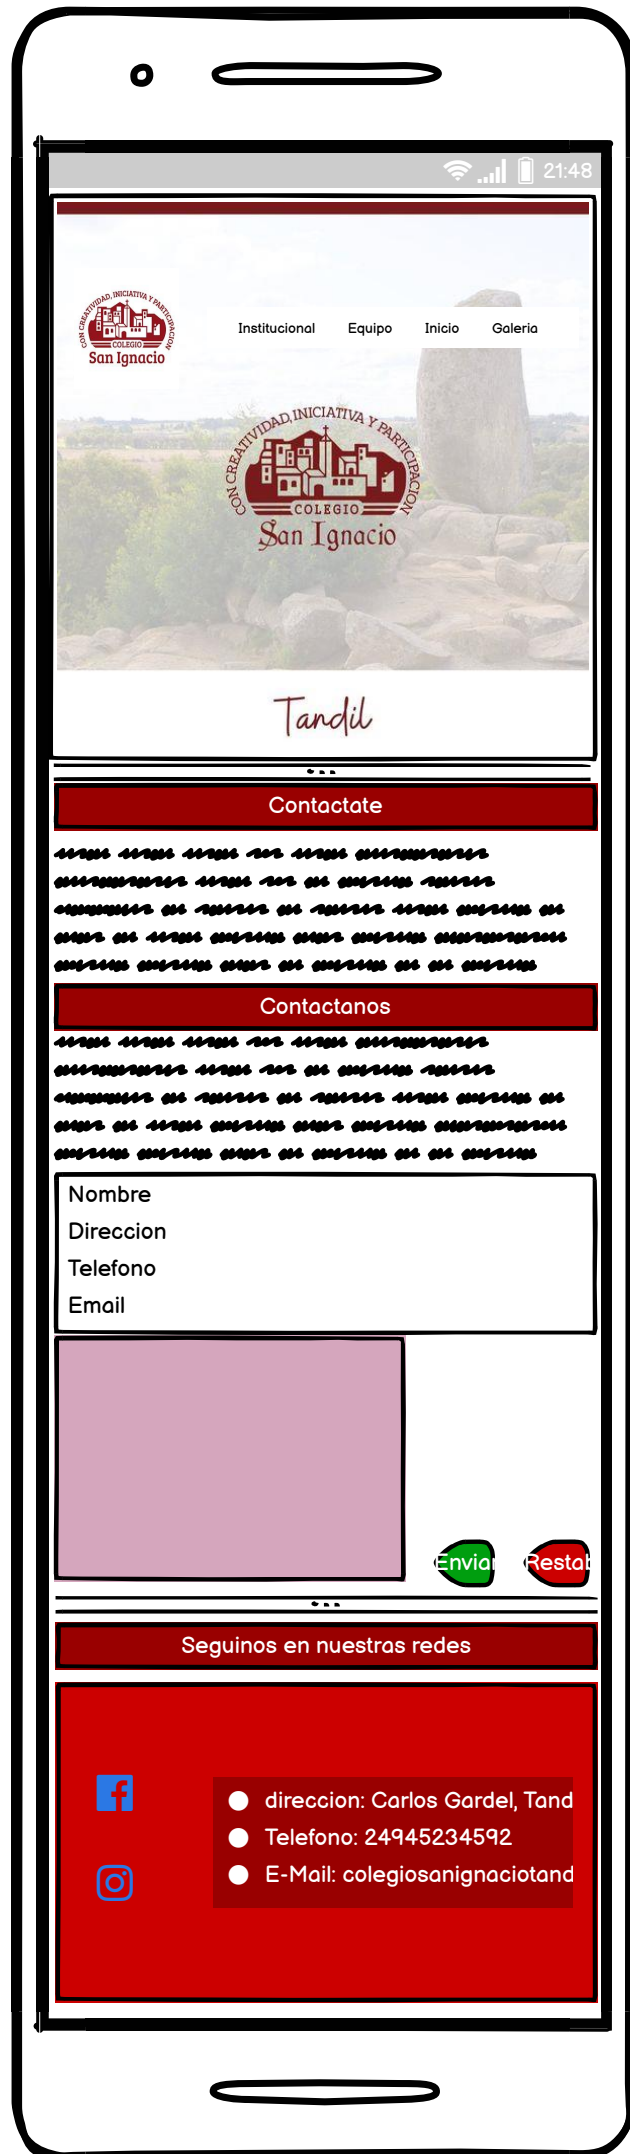 21:48
CON CREATIVIDAD, INICIATIVA Y PARTICIPACION
COLEGIO
San Ignacio
Institucional Equipo Inicio Galeria
CON CREATIVIDAD, INICIATIVA Y PARTICIPACION
COLEGIO
San Ignacio
Tandil
Contactate
Contactanos
Nombre
Direccion
Telefono
Email
Enviar
Restab
Seguinos en nuestras redes
direccion: Carlos Gardel, Tand
Telefono: 24945234592
E-Mail: colegiosanignaciotand